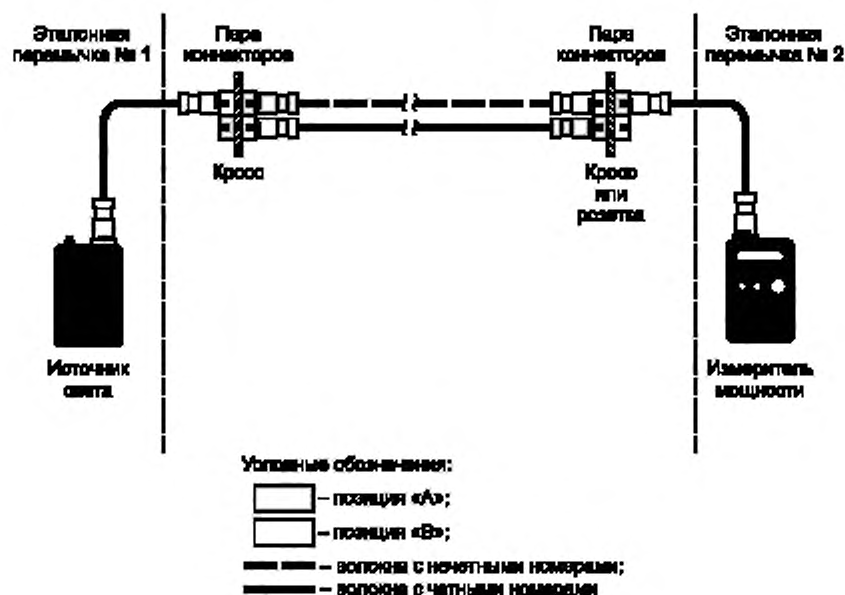 Эталонная
перемычка № 1
Пара
коннекторов
Пара
коннекторов
Эталонная
перемычка № 2
Кросс
Кросс
или
розетка
Источник
света
Измеритель
мощности
Условные обозначения:
– позиция «А»;
– позиция «В»;
– волокна с нечетными номерами;
– волокна с четными номерами